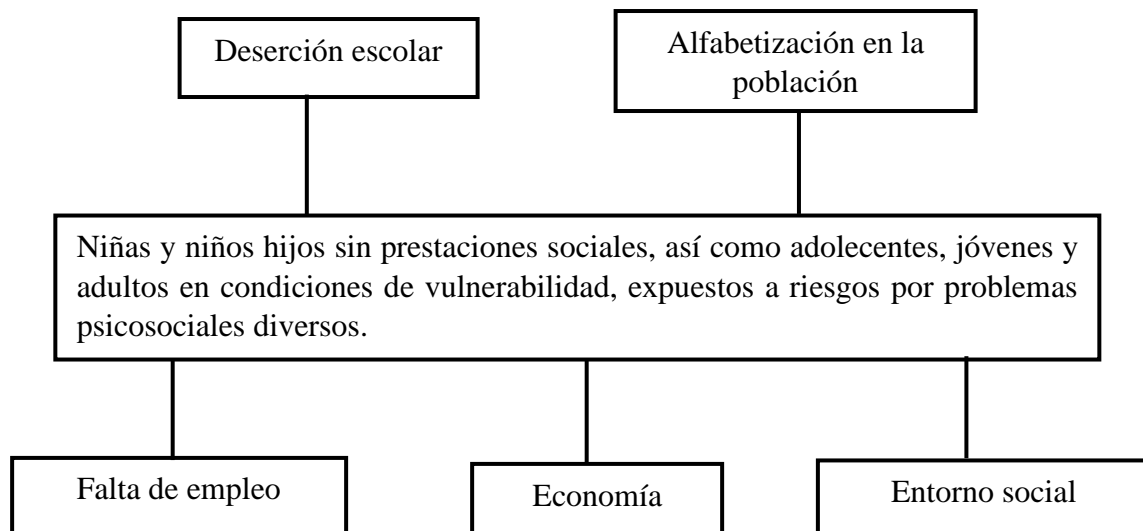 Deserción escolar
Alfabetización en la
población
Niñas y niños hijos sin prestaciones sociales, así como adolecentes, jóvenes y
adultos en condiciones de vulnerabilidad, expuestos a riesgos por problemas
psicosociales diversos.
Falta de empleo
Economía
Entorno social